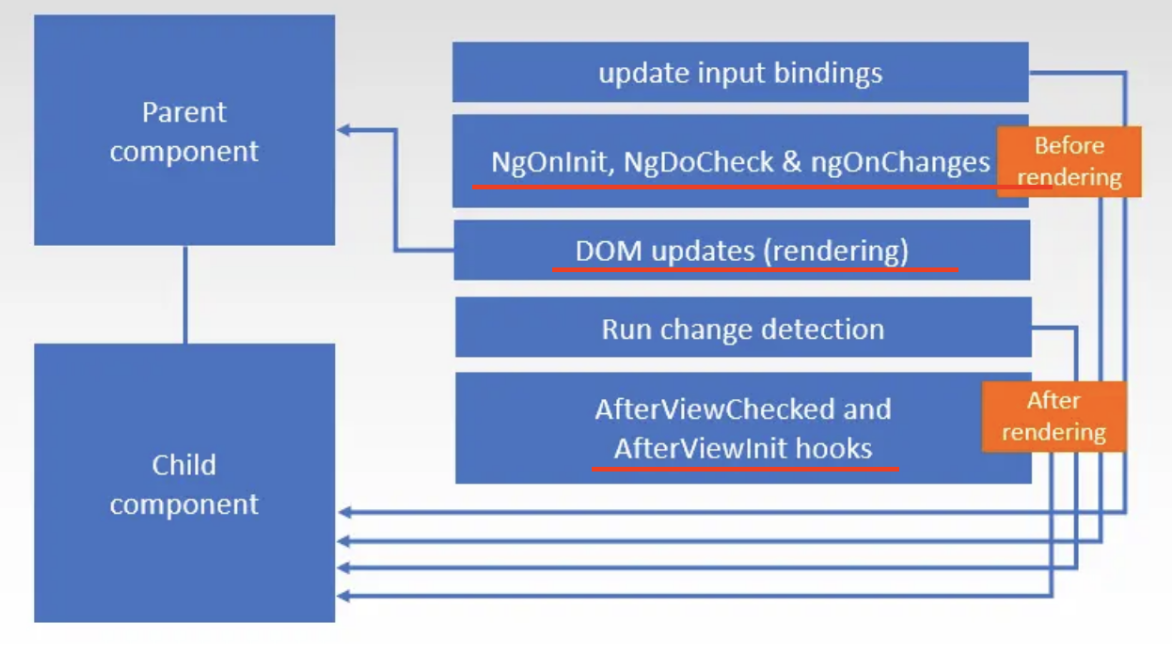 Parent
component
update input bindings
NgOnInit, NgDoCheck & ngOnChanges
Before
rendering
DOM updates (rendering)
Run change detection
AfterViewChecked and
AfterViewInit hooks
After
rendering
Child
component